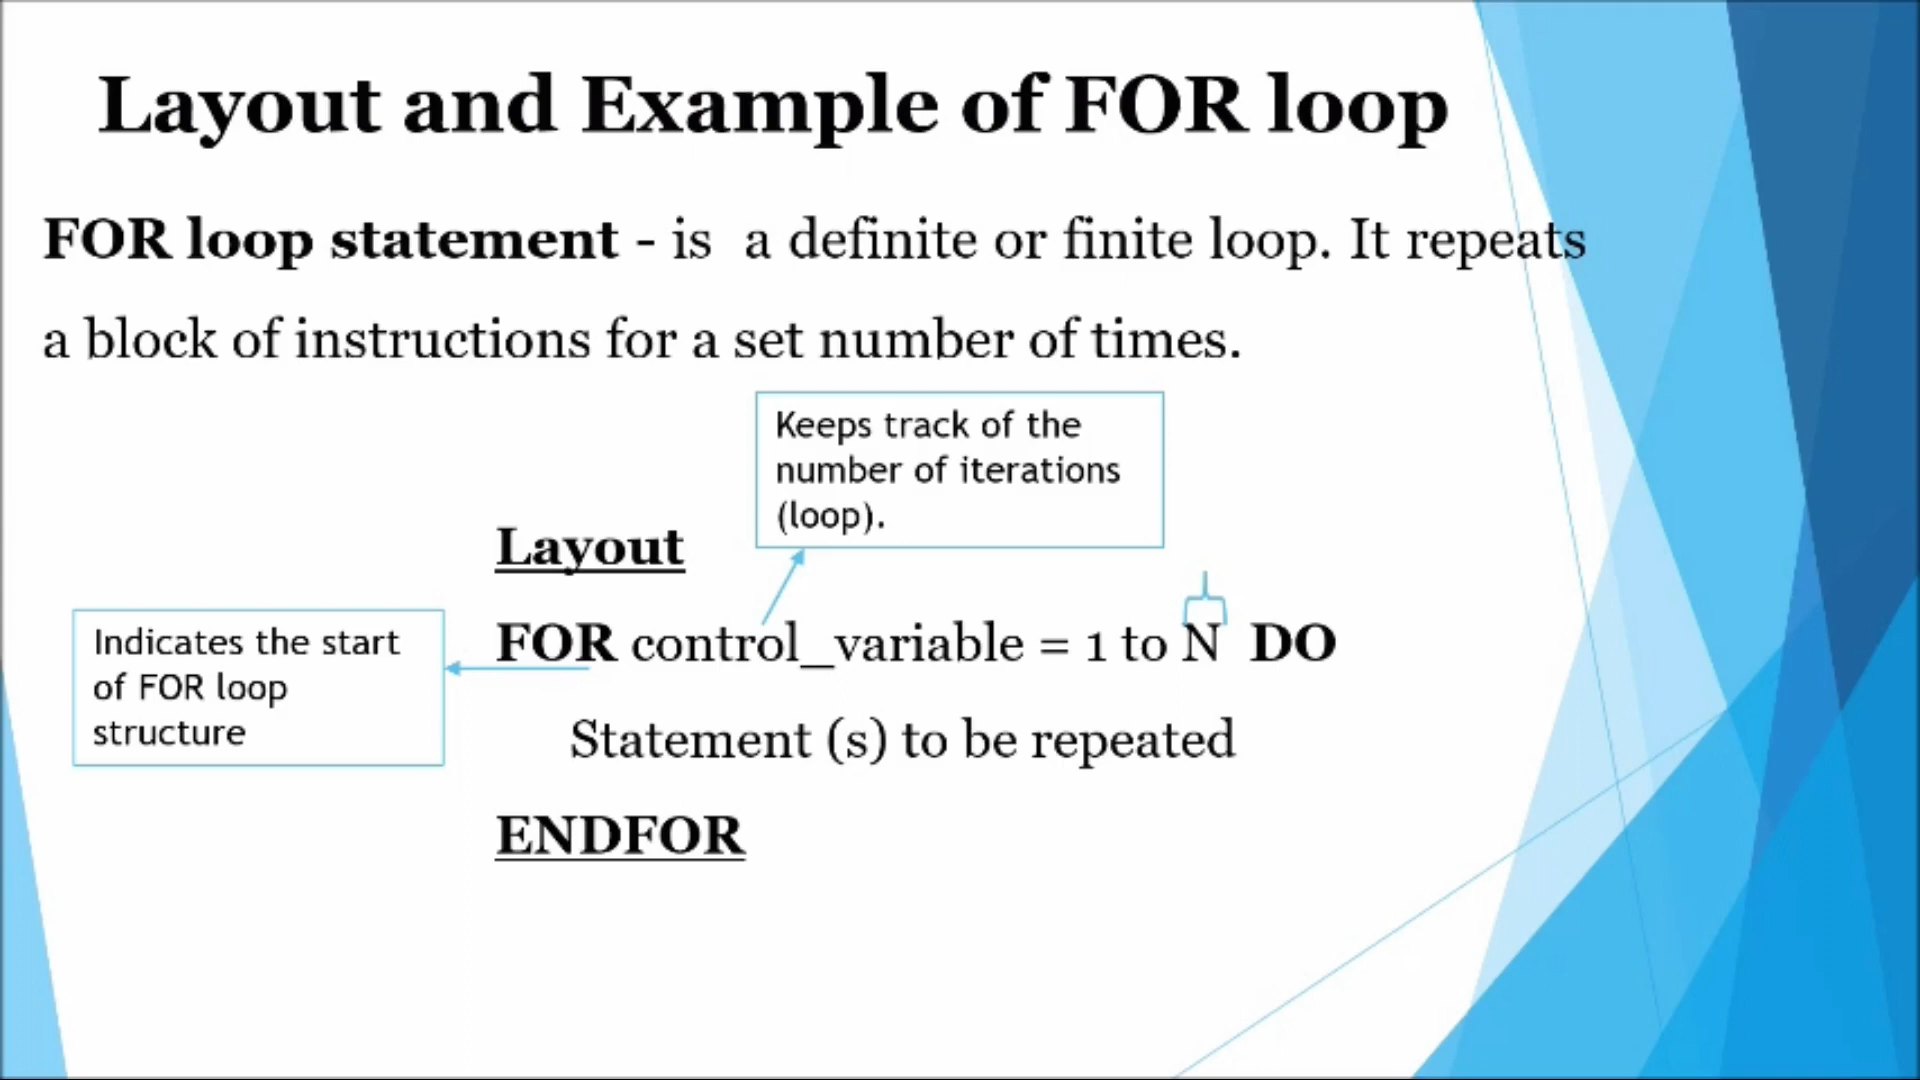 Layout and Example of FOR loop
FOR loop statement - is a definite or finite loop. It repeats
a block of instructions for a set number of times.
Keeps track of the
number of iterations
(loop).
Layout
Indicates the start
of FOR loop
structure
FOR control_variable = 1 to N DO
Statement (s) to be repeated
ENDFOR